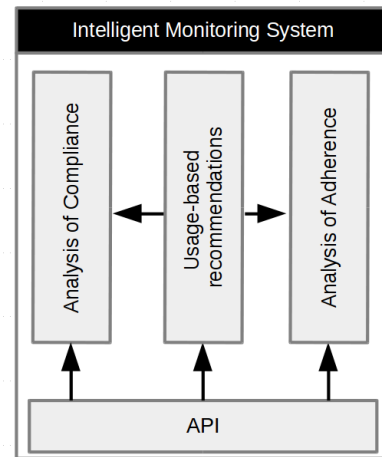 Intelligent Monitoring System
Analysis of Compliance
Usage-based
recommendations
Analysis of Adherence
API